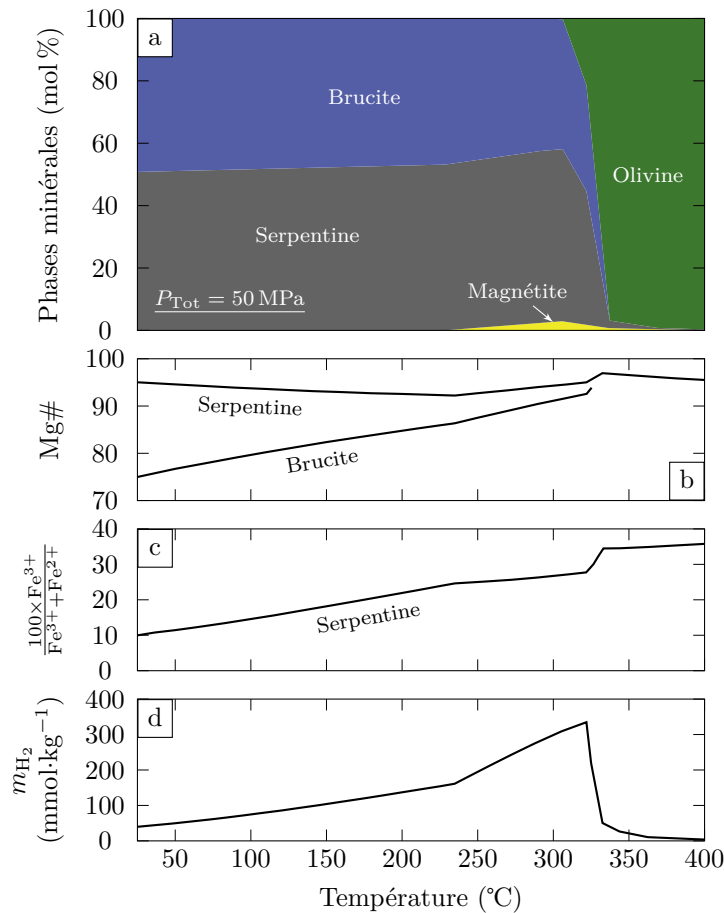 100
80
60
40
20
0
Phases minérales (mol %)
a
Brucite
Olivine
Serpentine
Magnétite
P_Tot = 50 MPa
100
90
80
70
Mg#
Serpentine
Brucite
b
40
30
20
10
0
100×Fe³⁺
Fe³⁺+Fe²⁺
c
Serpentine
400
300
200
100
0
m_H₂
(mmol·kg⁻¹)
d
50 100 150 200 250 300 350 400
Température (℃)